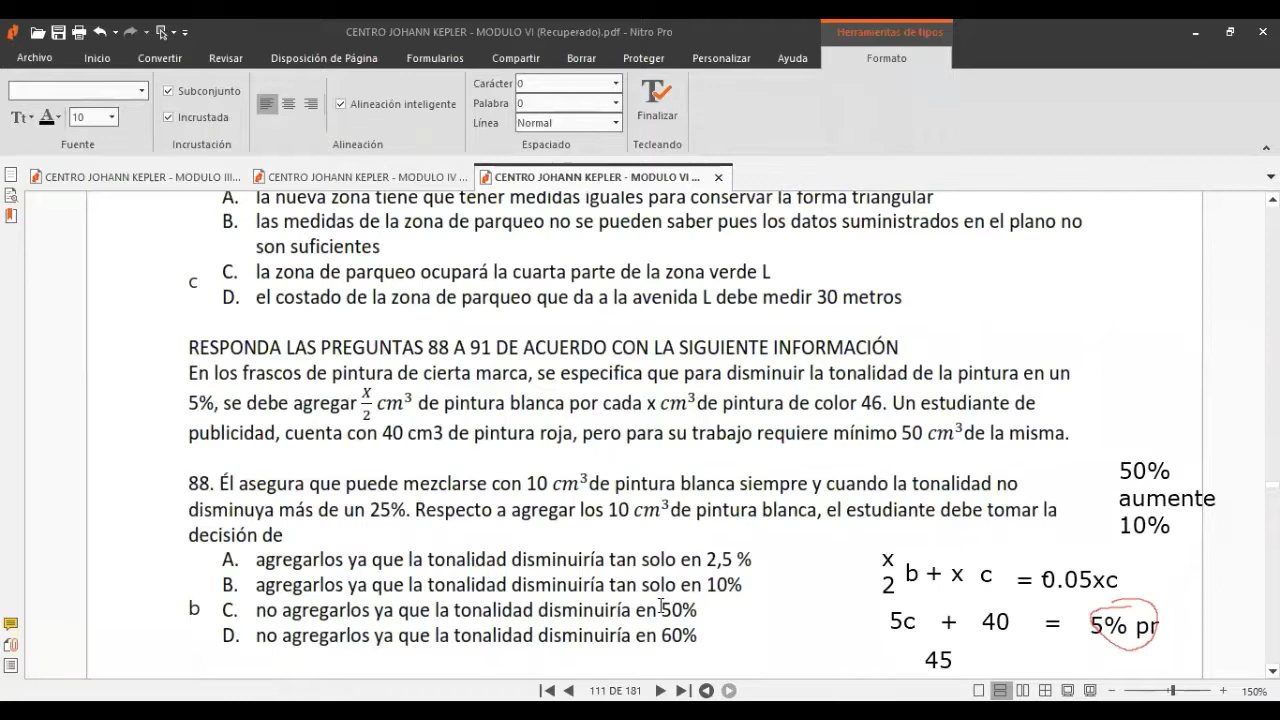 CENTRO JOHANN KEPLER - MODULO VI (Recuperado).pdf - Nitro Pro
Herramientas de tipos
Archivo Inicio Convertir Revisar Disposición de Página Formularios Compartir Borrar Proteger Personalizar Ayuda Formato
Subconjunto
Incrustada
Tt A 10
Fuente
Incrustación
Alineación inteligente
Alineación
Carácter 0
Palabra 0
Línea Normal
Espaciado
Finalizar
Tecleando
CENTRO JOHANN KEPLER - MODULO III... CENTRO JOHANN KEPLER - MODULO IV ... CENTRO JOHANN KEPLER - MODULO VI ...
A. la nueva zona tiene que tener medidas iguales para conservar la forma triangular
B. las medidas de la zona de parqueo no se pueden saber pues los datos suministrados en el plano no
son suficientes
c C. la zona de parqueo ocupará la cuarta parte de la zona verde L
D. el costado de la zona de parqueo que da a la avenida L debe medir 30 metros
RESPONDA LAS PREGUNTAS 88 A 91 DE ACUERDO CON LA SIGUIENTE INFORMACIÓN
En los frascos de pintura de cierta marca, se especifica que para disminuir la tonalidad de la pintura en un
5%, se debe agregar x/2 cm³ de pintura blanca por cada x cm³ de pintura de color 46. Un estudiante de
publicidad, cuenta con 40 cm3 de pintura roja, pero para su trabajo requiere mínimo 50 cm³ de la misma.
88. Él asegura que puede mezclarse con 10 cm³ de pintura blanca siempre y cuando la tonalidad no
disminuya más de un 25%. Respecto a agregar los 10 cm³ de pintura blanca, el estudiante debe tomar la
decisión de
A. agregarlos ya que la tonalidad disminuiría tan solo en 2,5 %
B. agregarlos ya que la tonalidad disminuiría tan solo en 10%
b C. no agregarlos ya que la tonalidad disminuiría en 50%
D. no agregarlos ya que la tonalidad disminuiría en 60%
50%
aumente
10%
x
2 b + x c = 0.05xc
5c + 40 = 5% pr
45
111 DE 181
150%